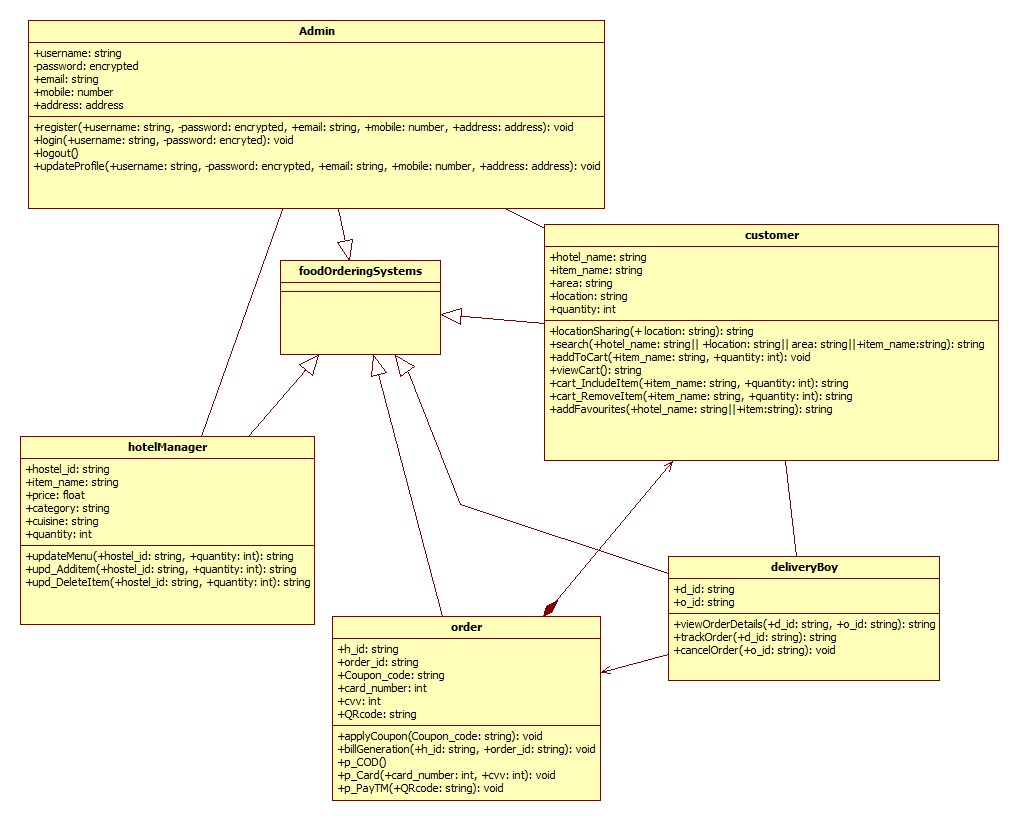 Admin
+username: string
-password: encrypted
+email: string
+mobile: number
+address: address
+register(+username: string, -password: encrypted, +email: string, +mobile: number, +address: address): void
+login(+username: string, -password: encryted): void
+logout()
+updateProfile(+username: string, -password: encrypted, +email: string, +mobile: number, +address: address): void
customer
+hotel_name: string
+item_name: string
+area: string
+location: string
+quantity: int
+locationSharing(+ location: string): string
+search(+hotel_name: string|| +location: string|| area: string||+item_name:string): string
+addToCart(+item_name: string, +quantity: int): void
+viewCart(): string
+cart_IncludeItem(+item_name: string, +quantity: int): string
+cart_RemoveItem(+item_name: string, +quantity: int): string
+addFavourites(+hotel_name: string||+item:string): string
foodOrderingSystems
hotelManager
+hostel_id: string
+item_name: string
+price: float
+category: string
+cuisine: string
+quantity: int
+updateMenu(+hostel_id: string, +quantity: int): string
+upd_Additem(+hostel_id: string, +quantity: int): string
+upd_DeleteItem(+hostel_id: string, +quantity: int): string
deliveryBoy
+d_id: string
+o_id: string
+viewOrderDetails(+d_id: string, +o_id: string): string
+trackOrder(+d_id: string): string
+cancelOrder(+o_id: string): void
order
+h_id: string
+order_id: string
+Coupon_code: string
+card_number: int
+cvv: int
+QRcode: string
+applyCoupon(Coupon_code: string): void
+billGeneration(+h_id: string, +order_id: string): void
+p_COD()
+p_Card(+card_number: int, +cvv: int): void
+p_PayTM(+QRcode: string): void